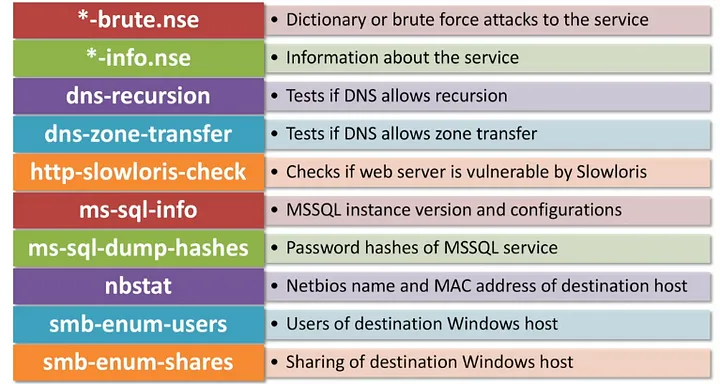 *-brute.nse • Dictionary or brute force attacks to the service
*-info.nse • Information about the service
dns-recursion • Tests if DNS allows recursion
dns-zone-transfer • Tests if DNS allows zone transfer
http-slowloris-check • Checks if web server is vulnerable by Slowloris
ms-sql-info • MSSQL instance version and configurations
ms-sql-dump-hashes • Password hashes of MSSQL service
nbstat • Netbios name and MAC address of destination host
smb-enum-users • Users of destination Windows host
smb-enum-shares • Sharing of destination Windows host